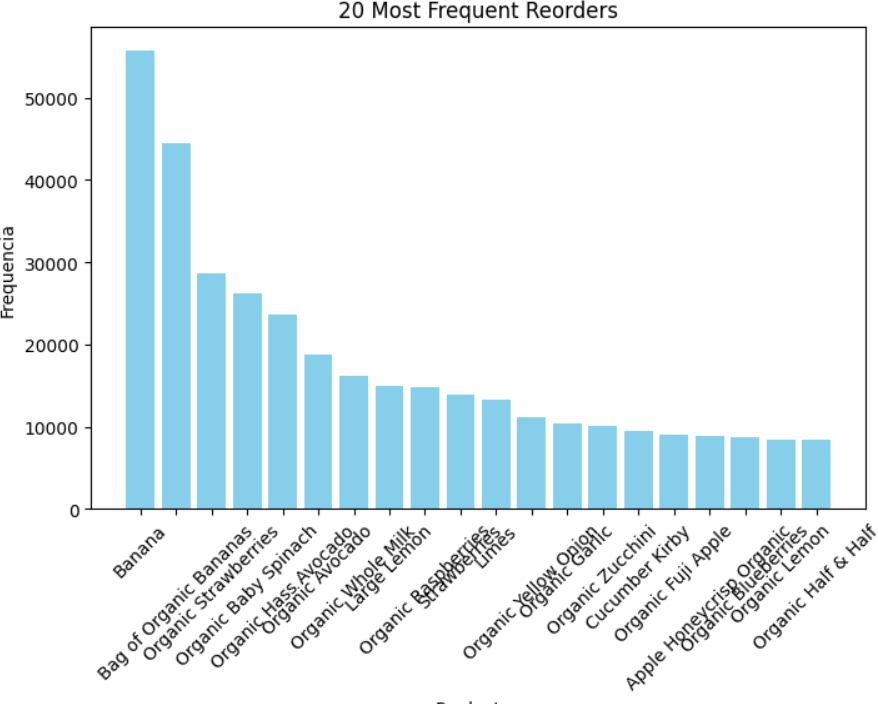 20 Most Frequent Reorders
Frequencia
50000
40000
30000
20000
10000
0
Banana
Bag of Organic Bananas
Organic Strawberries
Organic Baby Spinach
Organic Hass Avocado
Organic Avocado
Organic Whole Milk
Large Lemon
Organic Raspberries
Strawberries
Limes
Organic Yellow Onion
Organic Garlic
Organic Zucchini
Cucumber Kirby
Organic Fuji Apple
Apple Honeycrisp Organic
Organic Blueberries
Organic Lemon
Organic Half & Half